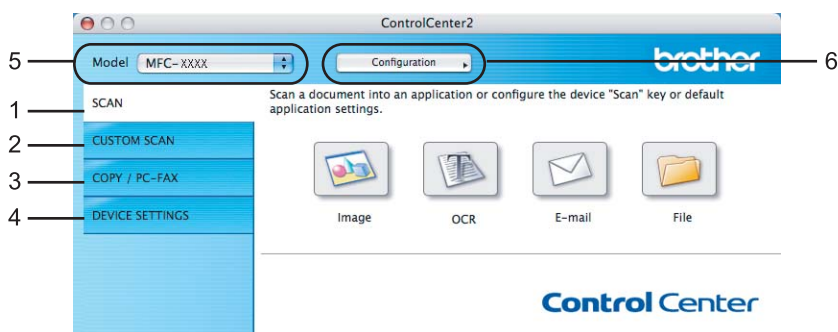 ControlCenter2
5 Model MFC-XXXX Configuration 6
brother
1 SCAN
Scan a document into an application or configure the device "Scan" key or default
application settings.
2 CUSTOM SCAN
3 COPY / PC-FAX
4 DEVICE SETTINGS
Image OCR E-mail File
Control Center